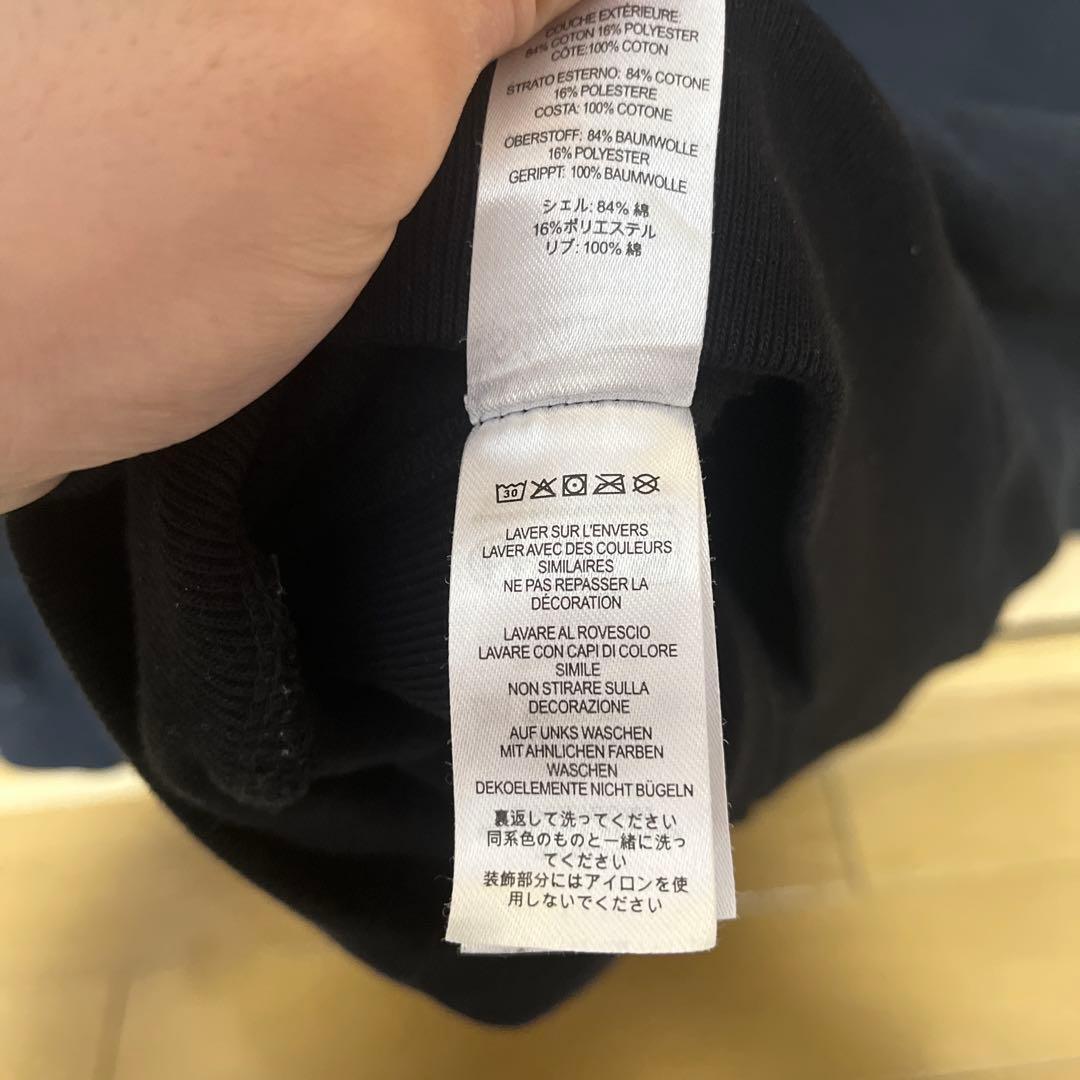 COUCHE EXTÉRIEURE:
84% COTON 16% POLYESTER
CÔTE:100% COTON
STRATO ESTERNO: 84% COTONE
16% POLESTERE
COSTA: 100% COTONE
OBERSTOFF: 84% BAUMWOLLE
16% POLYESTER
GERIPPT: 100% BAUMWOLLE
シェル: 84% 綿
16%ポリエステル
リブ: 100% 綿
30
LAVER SUR L'ENVERS
LAVER AVEC DES COULEURS
SIMILAIRES
NE PAS REPASSER LA
DÉCORATION
LAVARE AL ROVESCIO
LAVARE CON CAPI DI COLORE
SIMILE
NON STIRARE SULLA
DECORAZIONE
AUF UNKS WASCHEN
MIT AHNLICHEN FARBEN
WASCHEN
DEKOELEMENTE NICHT BÜGELN
裏返して洗ってください
同系色のものと一緒に洗っ
てください
装飾部分にはアイロンを使
用しないでください